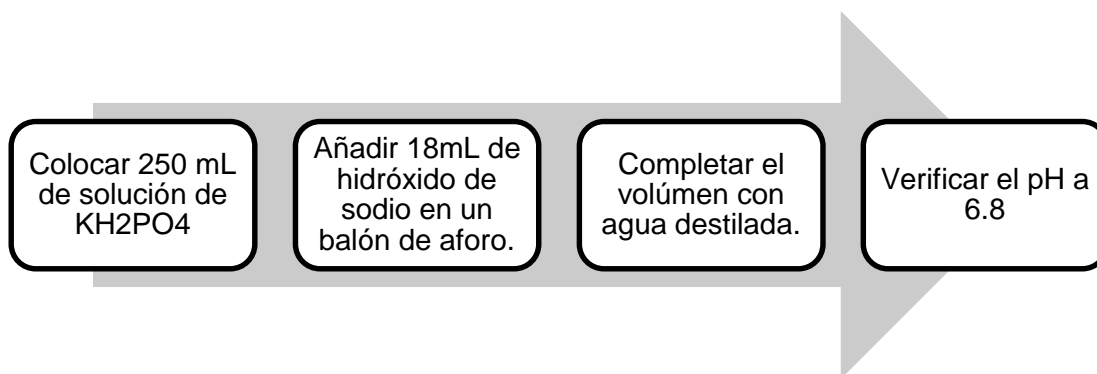 Colocar 250 mL
de solución de
KH2PO4
Añadir 18mL de
hidróxido de
sodio en un
balón de aforo.
Completar el
volúmen con
agua destilada.
Verificar el pH a
6.8